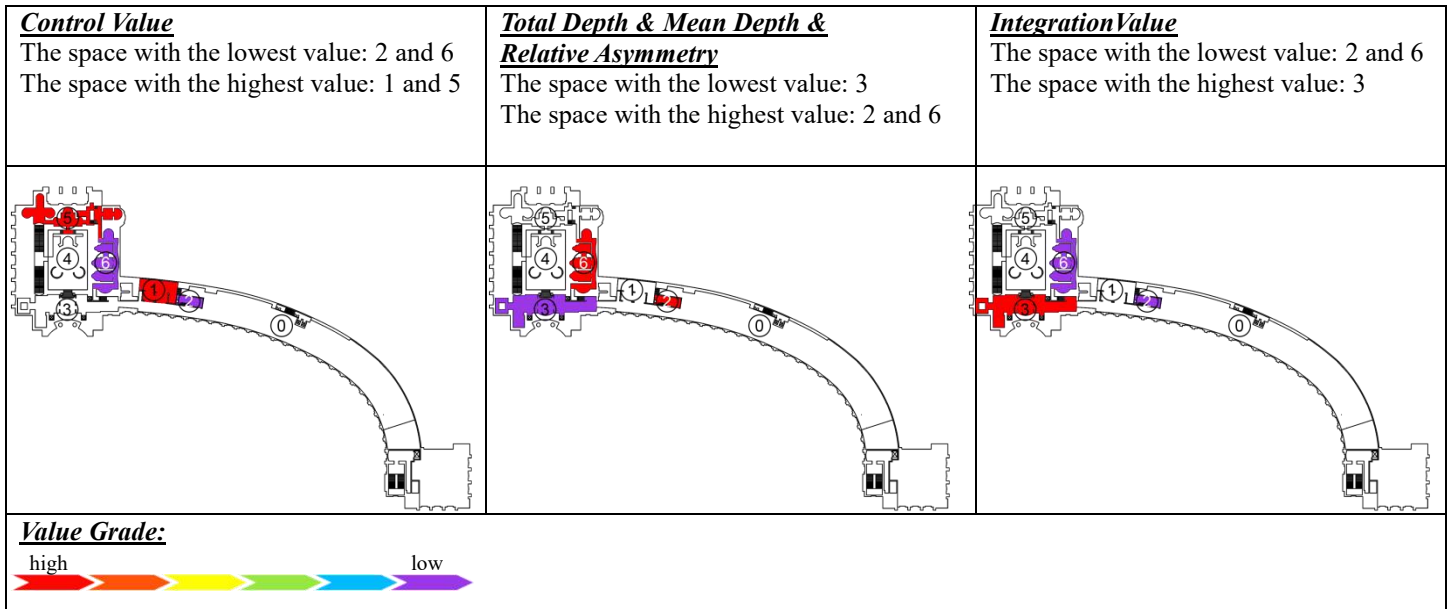 Control Value
The space with the lowest value: 2 and 6
The space with the highest value: 1 and 5
Total Depth & Mean Depth &
Relative Asymmetry
The space with the lowest value: 3
The space with the highest value: 2 and 6
IntegrationValue
The space with the lowest value: 2 and 6
The space with the highest value: 3
5
4
6
3
1
2
0
5
4
6
3
1
2
0
5
4
6
3
1
2
0
Value Grade:
high low